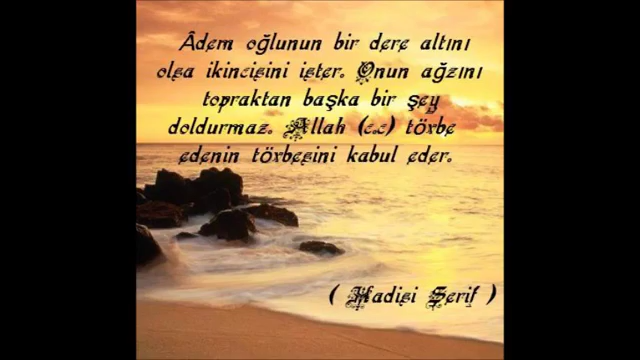 Âdem oğlunun bir dere altını
olsa ikincisini ister. Onun ağzını
topraktan başka bir şey
doldurmaz. Allah (c.c) tövbe
edenin tövbesini kabul eder.
( Hadisi Şerif )